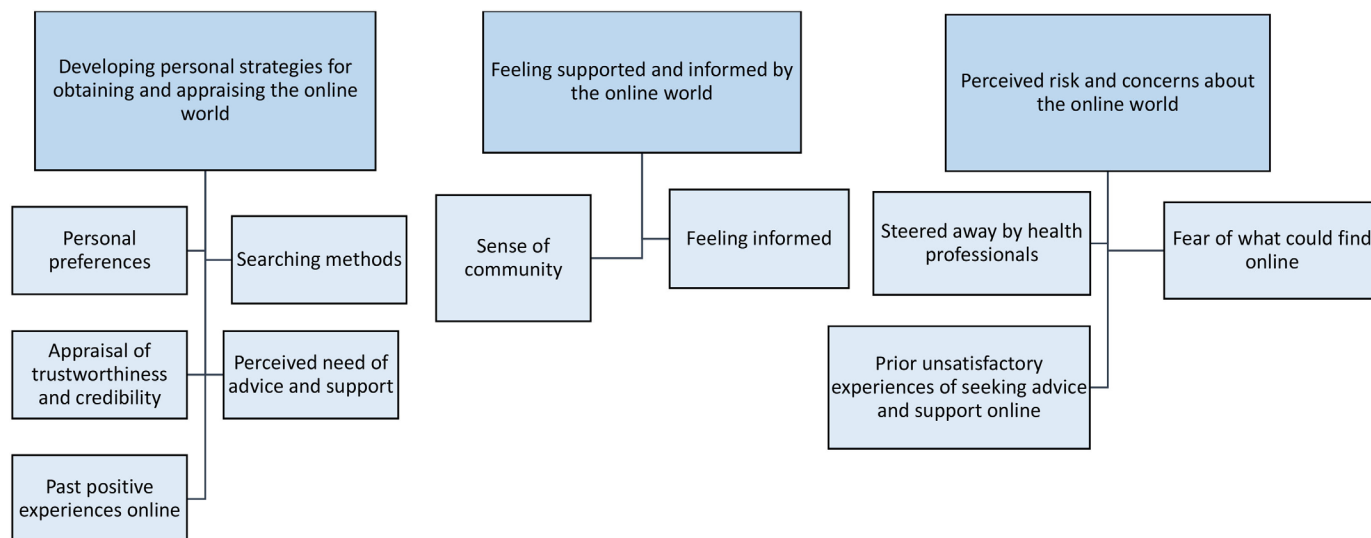 Developing personal strategies for
obtaining and appraising the online
world
Feeling supported and informed by
the online world
Perceived risk and concerns about
the online world
Personal
preferences
Searching methods
Appraisal of
trustworthiness
and credibility
Perceived need of
advice and support
Past positive
experiences online
Sense of
community
Feeling informed
Steered away by health
professionals
Fear of what could find
online
Prior unsatisfactory
experiences of seeking advice
and support online